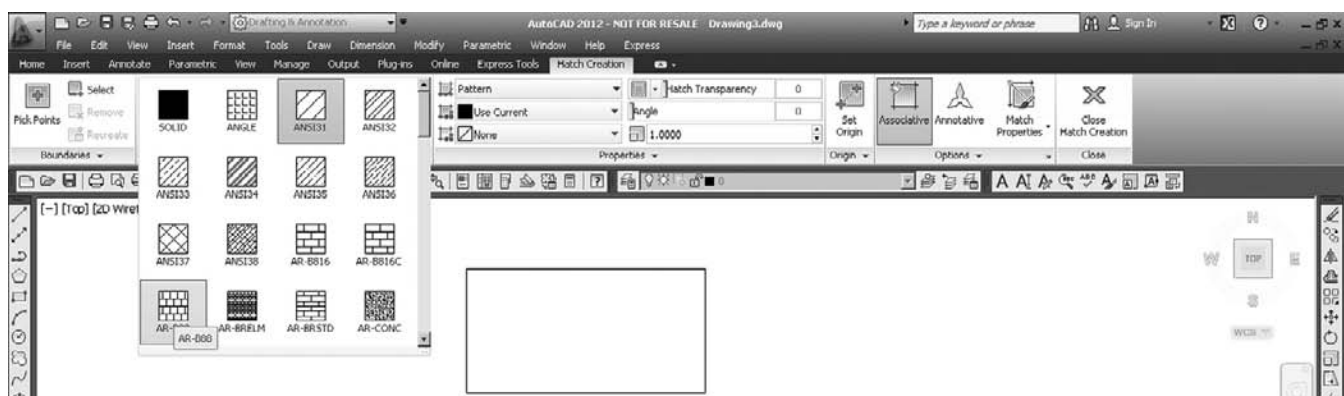 Drafting & Annotation AutoCAD 2012 - NOT FOR RESALE Drawing3.dwg Type a keyword or phrase Sign In
File Edit View Insert Format Tools Draw Dimension Modify Parametric Window Help Express
Home Insert Annotate Parametric View Manage Output Plug-ins Online Express Tools Hatch Creation
Pick Points
Select
Remove
Recreate
Boundaries
SOLID ANGLE ANSI31 ANSI32
ANSI33 ANSI34 ANSI35 ANSI36
ANSI37 ANSI38 AR-B816 AR-B816C
AR-B88 AR-BRELM AR-BRSTD AR-CONC
AR-B88
Pattern Hatch Transparency 0
Use Current Angle 0
None 1.0000
Properties
Set Origin
Origin
Associative Annotative Match Properties
Options
Close Hatch Creation
Close
0
[-] [Top] [2D Wiref
N
W TOP E
S
WCS